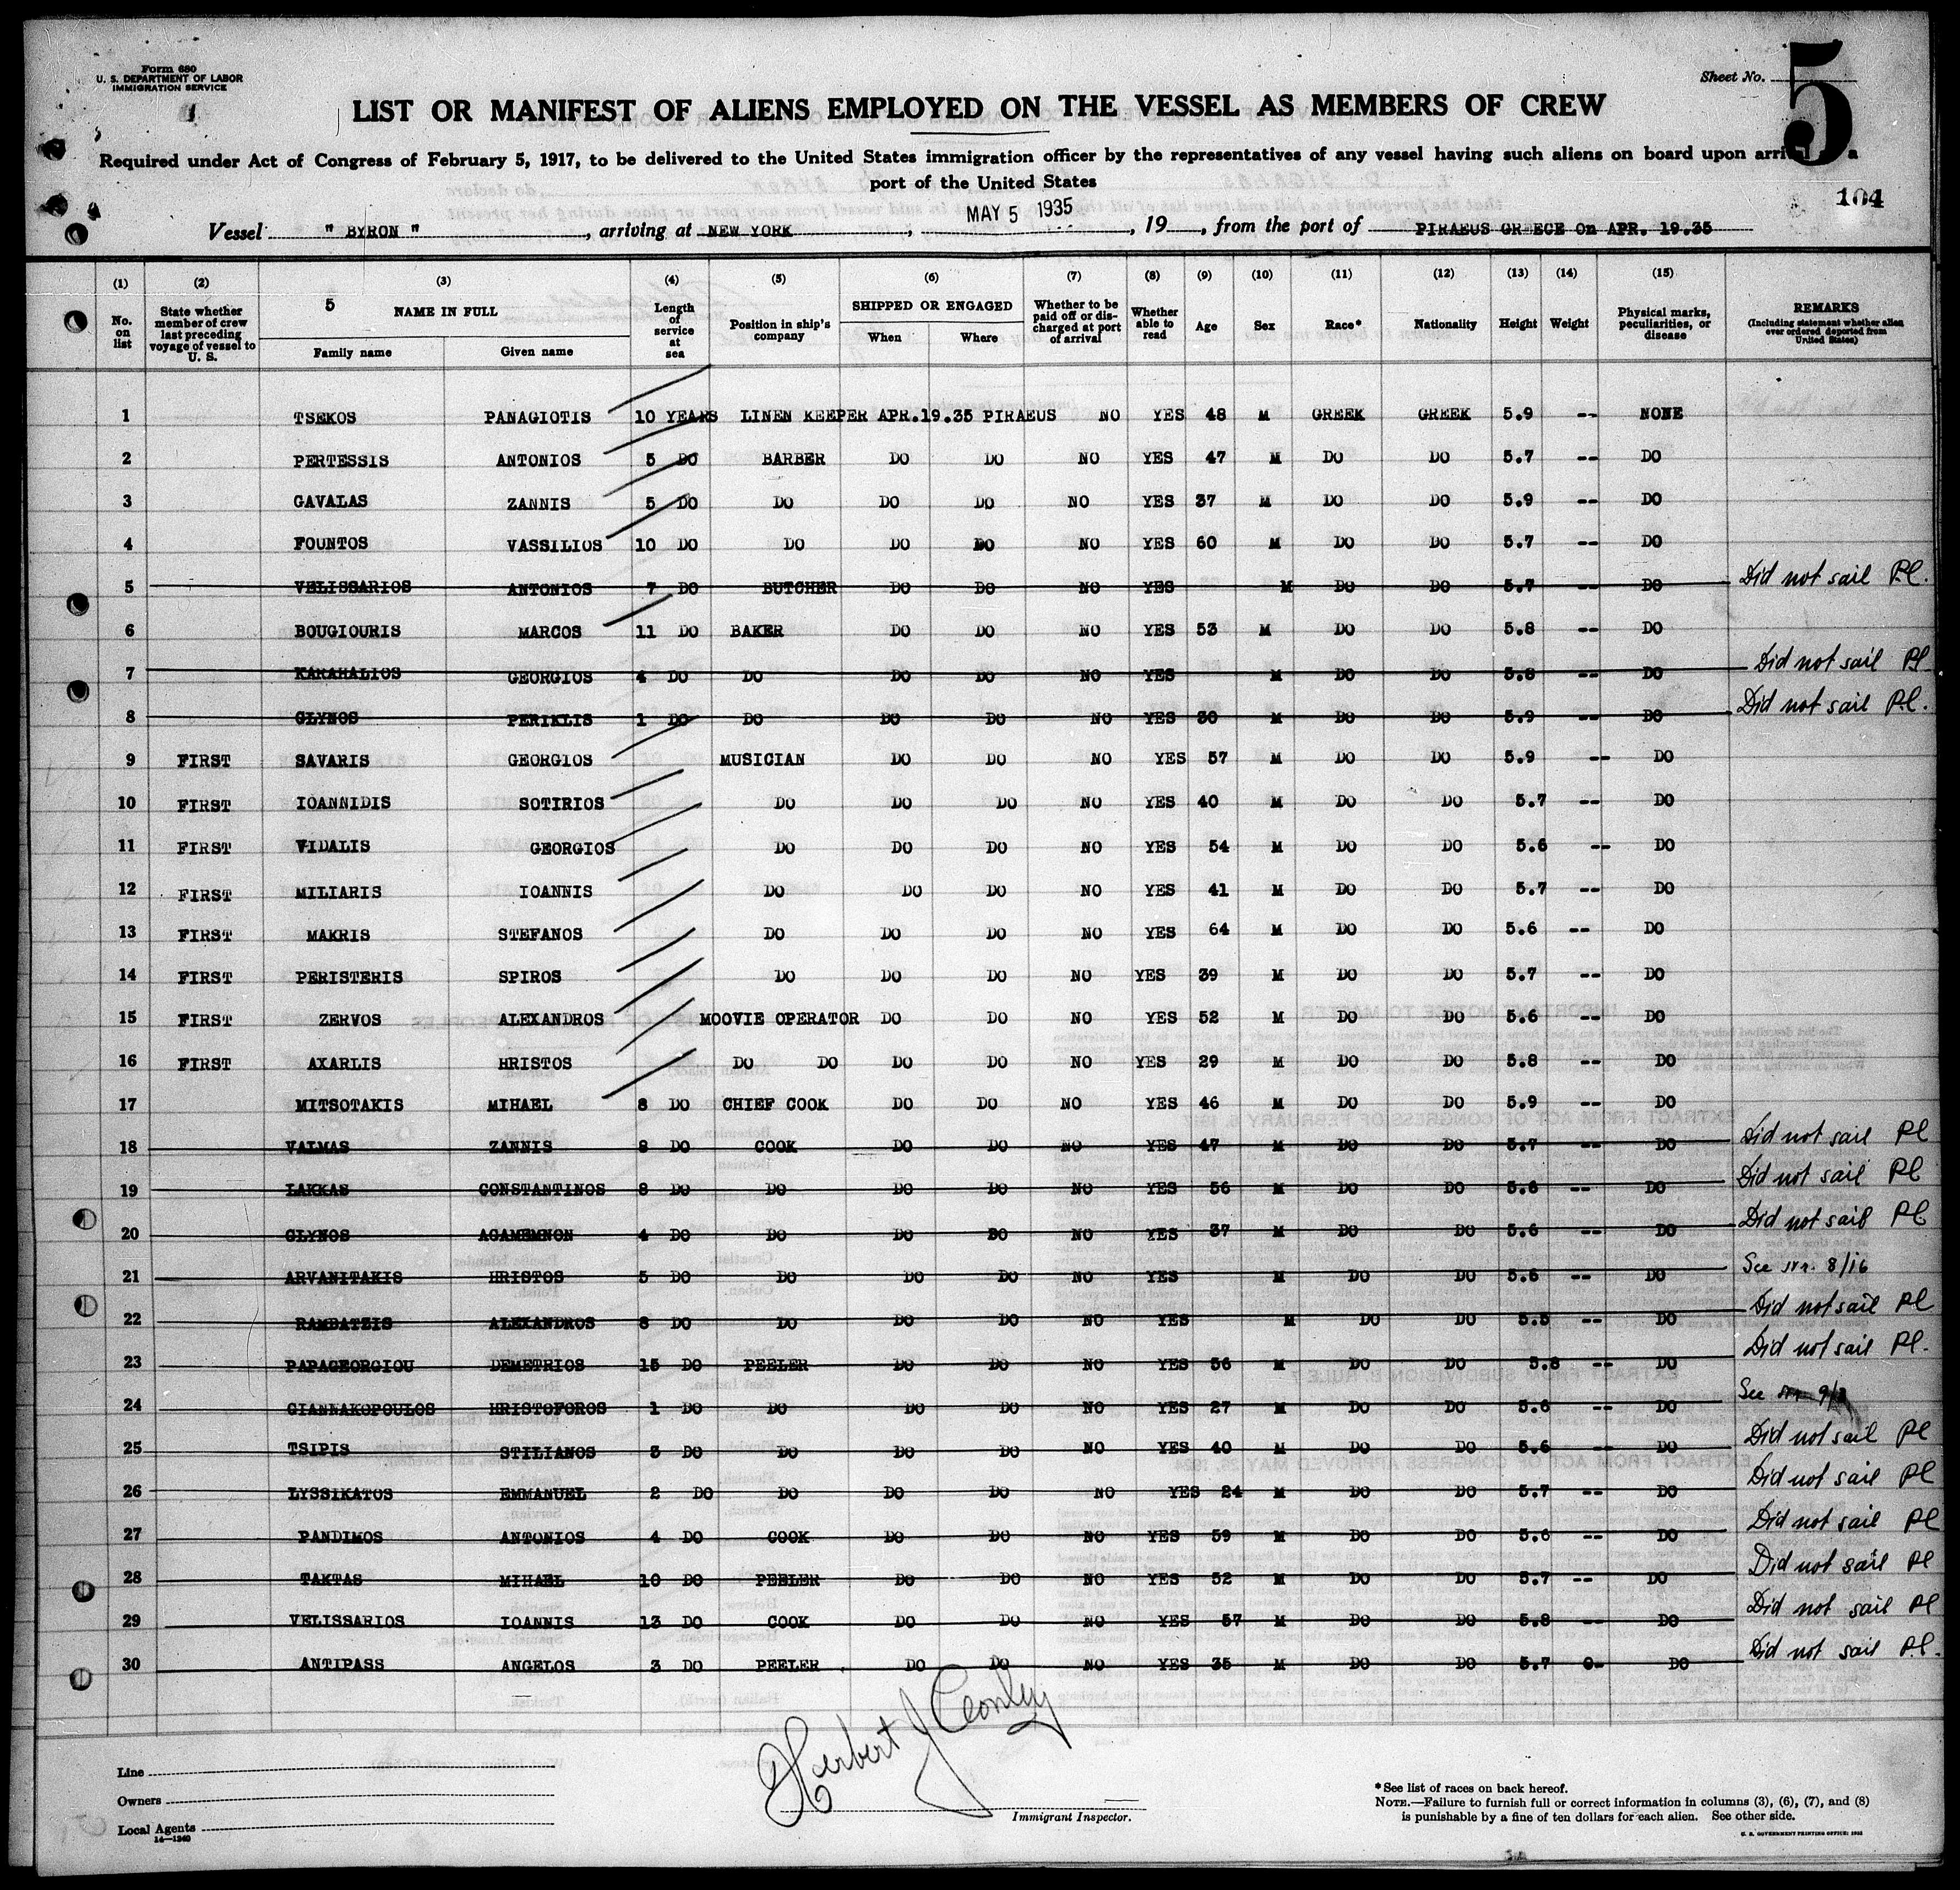 Form 680
U. S. DEPARTMENT OF LABOR
IMMIGRATION SERVICE
Sheet No. 5
LIST OR MANIFEST OF ALIENS EMPLOYED ON THE VESSEL AS MEMBERS OF CREW
Required under Act of Congress of February 5, 1917, to be delivered to the United States immigration officer by the representatives of any vessel having such aliens on board upon arri a
port of the United States
104
Vessel " BYRON ", arriving at NEW YORK, MAY 5 1935, 19, from the port of PIRAEUS GREECE On APR. 19.35
(1) (2) (3) (4) (5) (6) (7) (8) (9) (10) (11) (12) (13) (14) (15)
No. on list State whether member of crew last preceding voyage of vessel to U. S. 5 NAME IN FULL Family name Given name Length of service at sea Position in ship's company SHIPPED OR ENGAGED When Where Whether to be paid off or discharged at port of arrival Whether able to read Age Sex Race* Nationality Height Weight Physical marks, peculiarities, or disease REMARKS (Including statement whether alien ever ordered deported from United States)
1 TSEKOS PANAGIOTIS 10 YEARS LINEN KEEPER APR.19.35 PIRAEUS NO YES 48 M GREEK GREEK 5.9 -- NONE
2 PERTESSIS ANTONIOS 5 DO BARBER DO DO NO YES 47 M DO DO 5.7 -- DO
3 GAVALAS ZANNIS 5 DO DO DO DO NO YES 37 M DO DO 5.9 -- DO
4 FOUNTOS VASSILIOS 10 DO DO DO DO NO YES 60 M DO DO 5.7 -- DO
5 VELISSARIOS ANTONIOS 7 DO BUTCHER DO DO NO YES M DO DO 5.7 -- DO Did not sail Pl.
6 BOUGIOURIS MARCOS 11 DO BAKER DO DO NO YES 53 M DO DO 5.8 -- DO
7 KARAHALIOS GEORGIOS 4 DO DO DO DO NO YES M DO DO 5.8 -- DO Did not sail Pl
8 GLYNOS PERIKLIS 1 DO DO DO DO NO YES 30 M DO DO 5.9 -- DO Did not sail Pl.
9 FIRST SAVARIS GEORGIOS MUSICIAN DO DO NO YES 57 M DO DO 5.9 -- DO
10 FIRST IOANNIDIS SOTIRIOS DO DO DO NO YES 40 M DO DO 5.7 -- DO
11 FIRST VIDALIS GEORGIOS DO DO DO NO YES 54 M DO DO 5.6 -- DO
12 FIRST MILIARIS IOANNIS DO DO DO NO YES 41 M DO DO 5.7 -- DO
13 FIRST MAKRIS STEFANOS DO DO DO NO YES 64 M DO DO 5.6 -- DO
14 FIRST PERISTERIS SPIROS DO DO DO NO YES 39 M DO DO 5.7 -- DO
15 FIRST ZERVOS ALEXANDROS MOOVIE OPERATOR DO DO NO YES 52 M DO DO 5.6 -- DO
16 FIRST AXARLIS HRISTOS DO DO DO DO NO YES 29 M DO DO 5.8 -- DO
17 MITSOTAKIS MIHAEL 8 DO CHIEF COOK DO DO NO YES 46 M DO DO 5.9 -- DO
18 VALMAS ZANNIS 8 DO COOK DO DO NO YES 47 M DO DO 5.7 -- DO Did not sail Pl
19 LAKKAS CONSTANTINOS 8 DO DO DO DO NO YES 56 M DO DO 5.6 -- DO Did not sail Pl
20 GLYNOS AGAMEMNON 4 DO DO DO DO NO YES 37 M DO DO 5.6 -- DO Did not sail Pl
21 ARVANITAKIS HRISTOS 5 DO DO DO DO NO YES M DO DO 5.6 -- DO See 8/16
22 RAMBATZIS ALEXANDROS 8 DO DO DO DO NO YES M DO DO 5.5 -- DO Did not sail Pl
23 PAPAGEORGIOU DEMETRIOS 15 DO PEELER DO DO NO YES 56 M DO DO 5.8 -- DO Did not sail Pl.
24 GIANNAKOPOULOS HRISTOFOROS 1 DO DO DO DO NO YES 27 M DO DO 5.6 -- DO See
25 TSIPIS STILIANOS 3 DO DO DO DO NO YES 40 M DO DO 5.6 -- DO Did not sail Pl
26 LYSSIKATOS EMMANUEL 2 DO DO DO DO NO YES 24 M DO DO 5.7 -- DO Did not sail Pl
27 PANDIMOS ANTONIOS 4 DO COOK DO DO NO YES 59 M DO DO 5.6 -- DO Did not sail Pl
28 TAKTAS MIHAEL 10 DO PEELER DO DO NO YES 52 M DO DO 5.7 -- DO Did not sail Pl
29 VELISSARIOS IOANNIS 13 DO COOK DO DO NO YES 57 M DO DO 5.8 -- DO Did not sail Pl
30 ANTIPASS ANGELOS 3 DO PEELER DO DO NO YES 35 M DO DO 5.7 0- DO Did not sail Pl.
Herbert J Conley
Immigrant Inspector.
Line
Owners
Local Agents
14—1240
*See list of races on back hereof.
NOTE.—Failure to furnish full or correct information in columns (3), (6), (7), and (8)
is punishable by a fine of ten dollars for each alien. See other side.
U. S. GOVERNMENT PRINTING OFFICE: